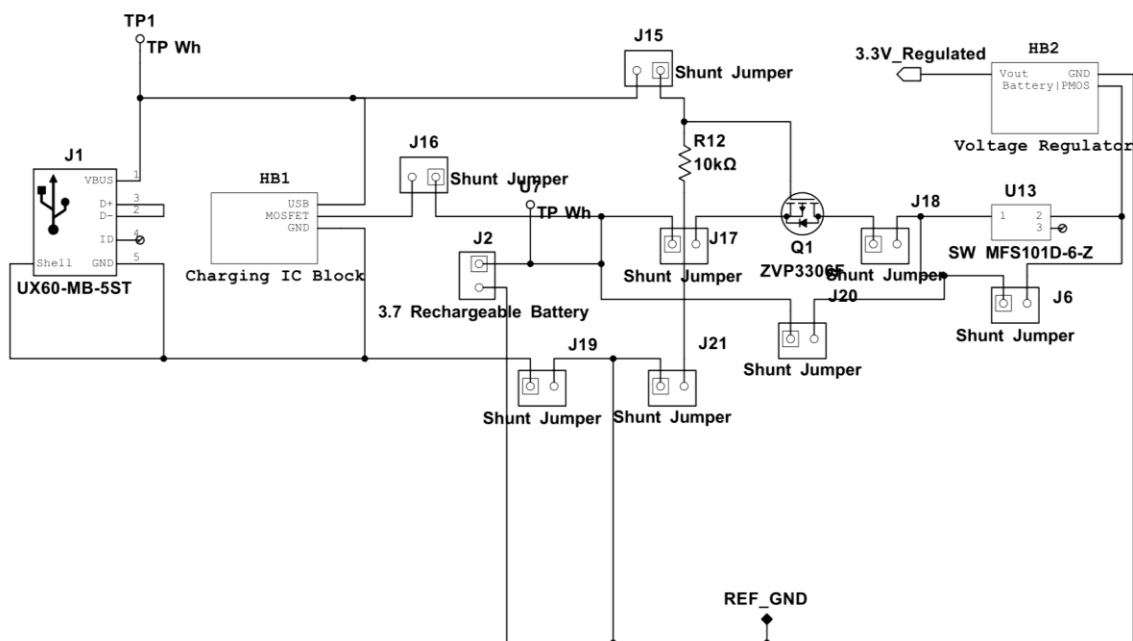 TP1
TP Wh
J15
Shunt Jumper
3.3V_Regulated
HB2
Vout
GND
Battery|PMOS
Voltage Regulator
J1
VBUS
1
D+
3
D-
2
ID
4
Shell
GND
5
UX60-MB-5ST
HB1
USB
MOSFET
GND
Charging IC Block
J16
Shunt Jumper
U7
TP Wh
R12
10kΩ
J2
3.7 Rechargeable Battery
J17
Shunt Jumper
Q1
ZVP3306F
J18
Shunt Jumper
U13
1
2
3
SW MFS101D-6-Z
J20
Shunt Jumper
J6
Shunt Jumper
J19
Shunt Jumper
J21
Shunt Jumper
REF_GND